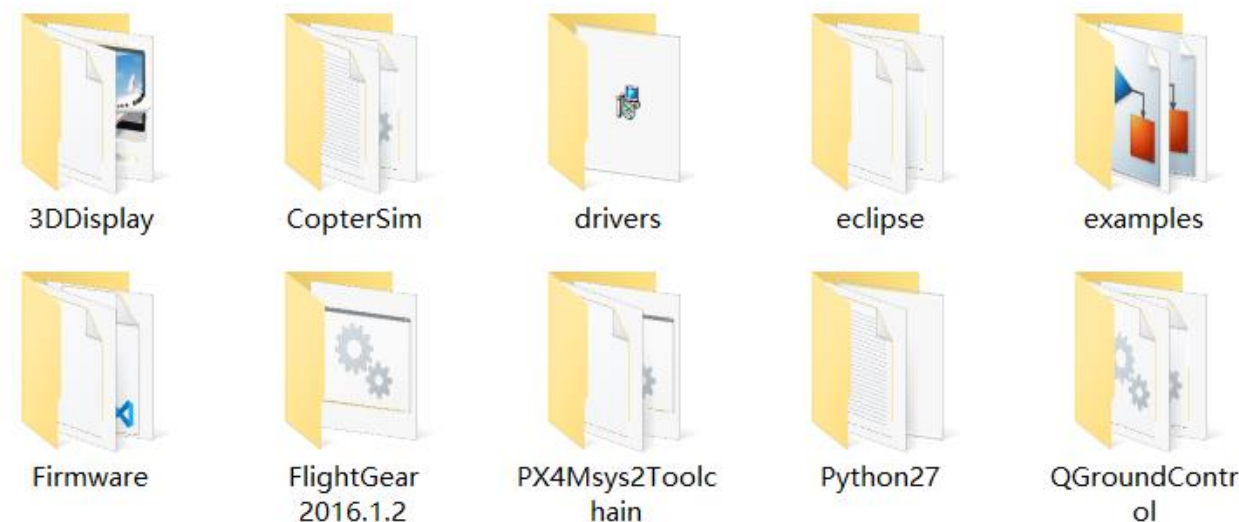 3DDisplay
CopterSim
drivers
eclipse
examples
Firmware
FlightGear
2016.1.2
PX4Msys2Toolc
hain
Python27
QGroundContr
ol